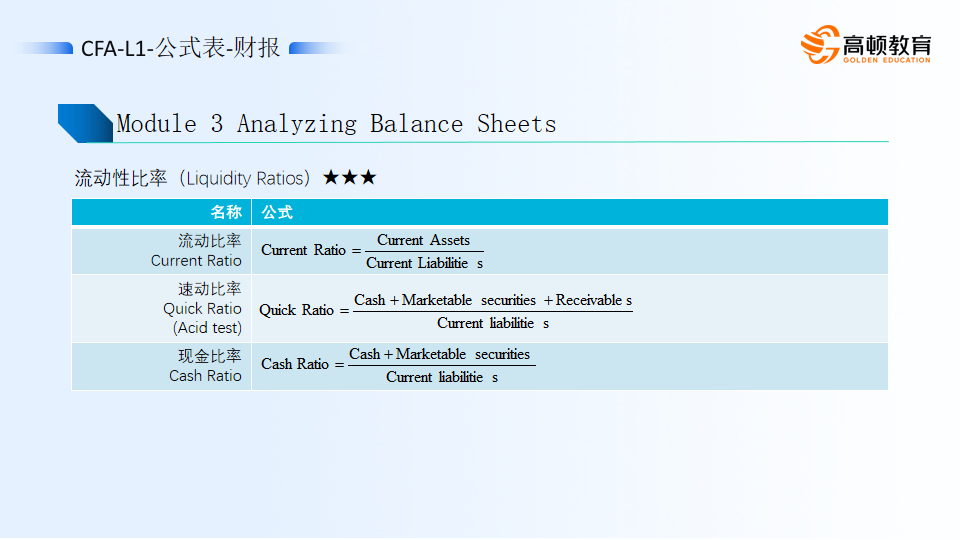 CFA-L1-公式表-财报
高顿教育
GOLDEN EDUCATION
Module 3 Analyzing Balance Sheets
流动性比率（Liquidity Ratios）★★★
名称 公式
流动比率
Current Ratio
Current Ratio = Current Assets / Current Liabilitie s
速动比率
Quick Ratio
(Acid test)
Quick Ratio = Cash + Marketable securities + Receivable s / Current liabilitie s
现金比率
Cash Ratio
Cash Ratio = Cash + Marketable securities / Current liabilitie s